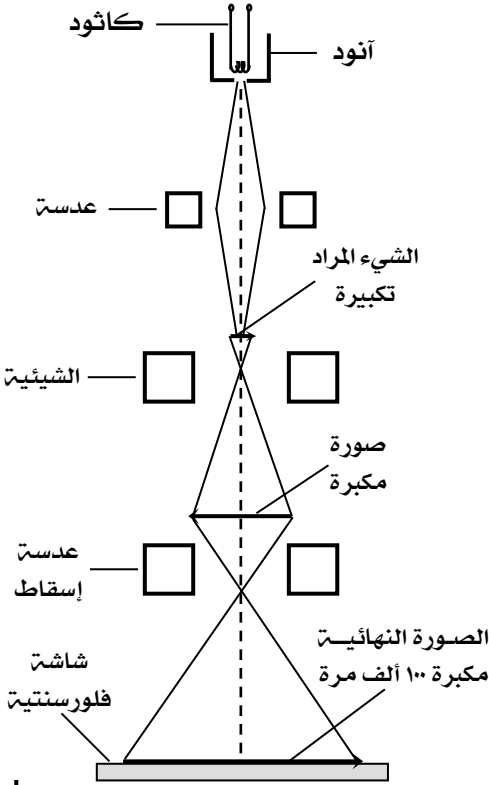 كاثود
آنود
عدسة
الشيء المراد
تكبيرة
الشيئية
صورة
مكبرة
عدسة
إسقاط
الصورة النهائية
مكبرة ١٠٠ ألف مرة
شاشة
فلورسنتية